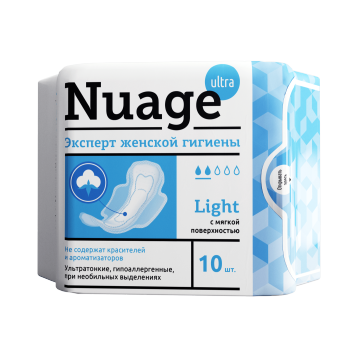 ultra
Nuage
Эксперт женской гигиены
Light
с мягкой
поверхностью
Не содержат красителей
и ароматизаторов
Ультратонкие, гипоаллергенные,
при необильных выделениях
10 шт.